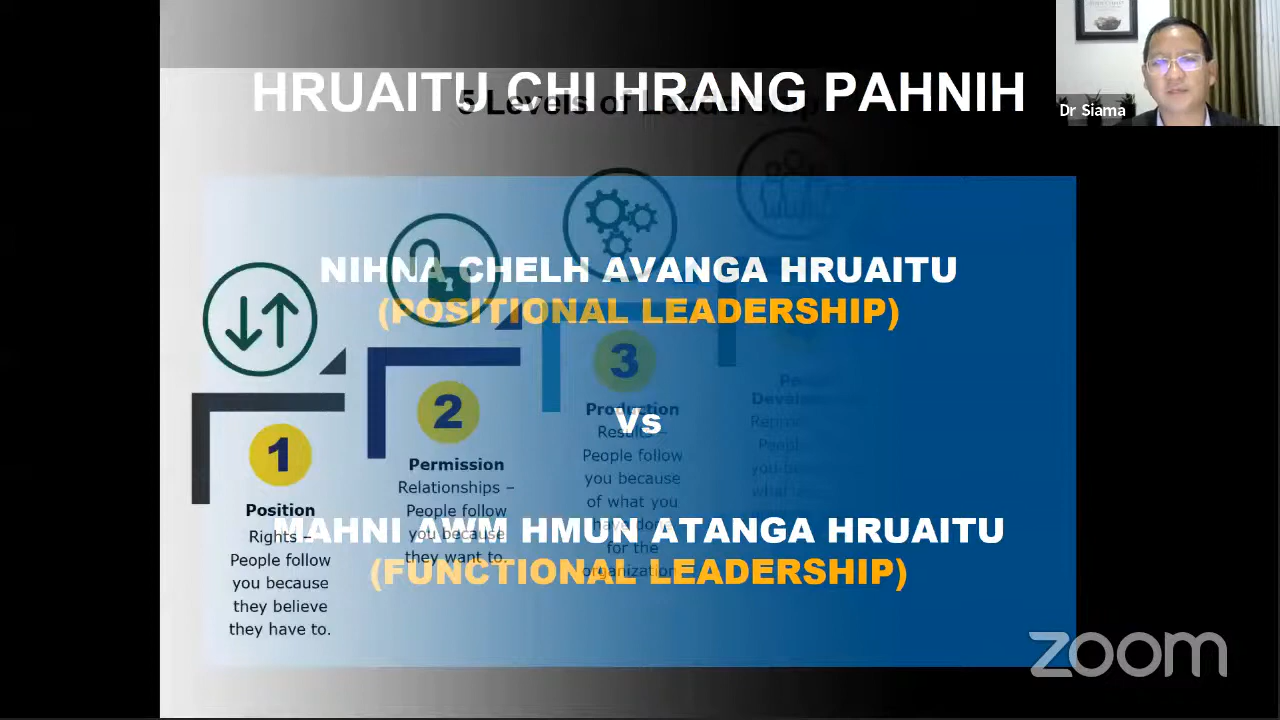 HRUAITU CHI HRANG PAHNIH
5 Levels of Leadership
Dr Siama
NIHNA CHELH AVANGA HRUAITU
(POSITIONAL LEADERSHIP)
Vs
MAHNI AWM HMUN ATANGA HRUAITU
(FUNCTIONAL LEADERSHIP)
1
Position
Rights –
People follow
you because
they believe
they have to.
2
Permission
Relationships –
People follow
you because
they want to.
3
Production
Results –
People follow
you because
of what you
have done
for the
organization.
People
you
what
zoom